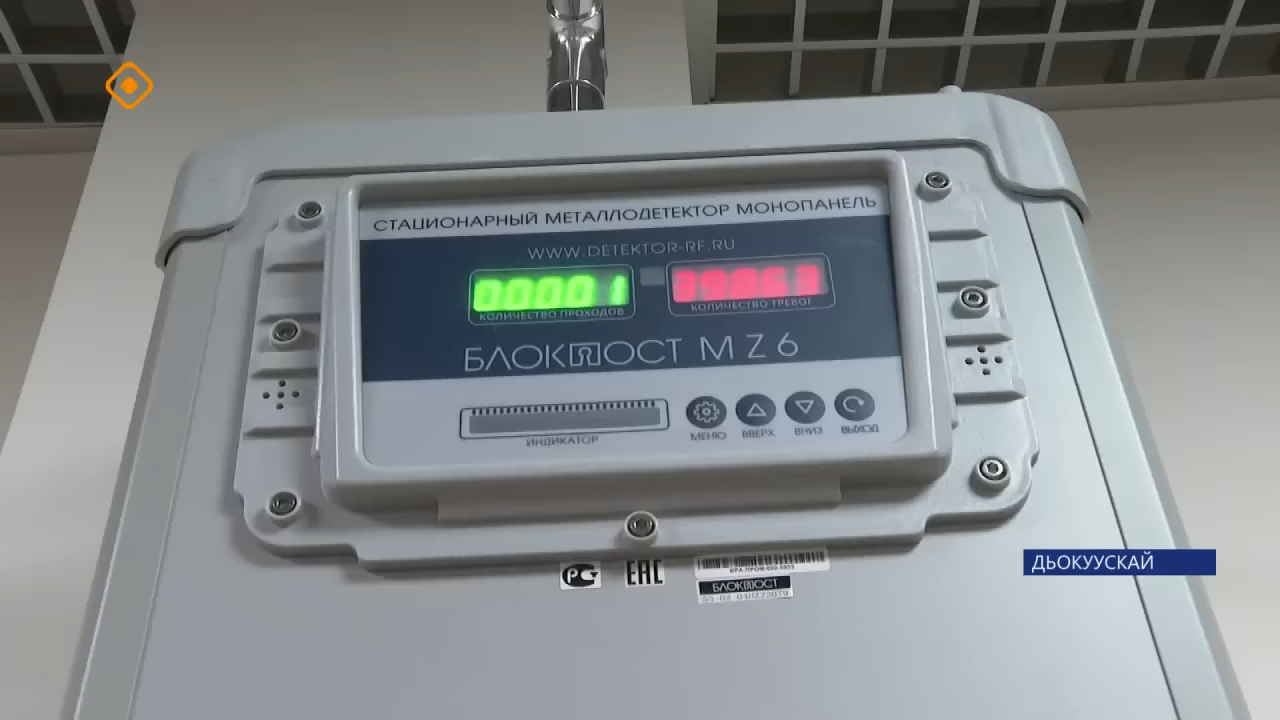 СТАЦИОНАРНЫЙ МЕТАЛЛОДЕТЕКТОР МОНОПАНЕЛЬ
WWW.DETEKTOR-RF.RU
00001
КОЛИЧЕСТВО ПРОХОДОВ
КОЛИЧЕСТВО ТРЕВОГ
БЛОКПОСТ MZ6
ИНДИКАТОР
МЕНЮ
ВВЕРХ
ВНИЗ
ВЫХОД
ДЬОКУУСКАЙ
РСТ
ЕАС
БЛОКПОСТ